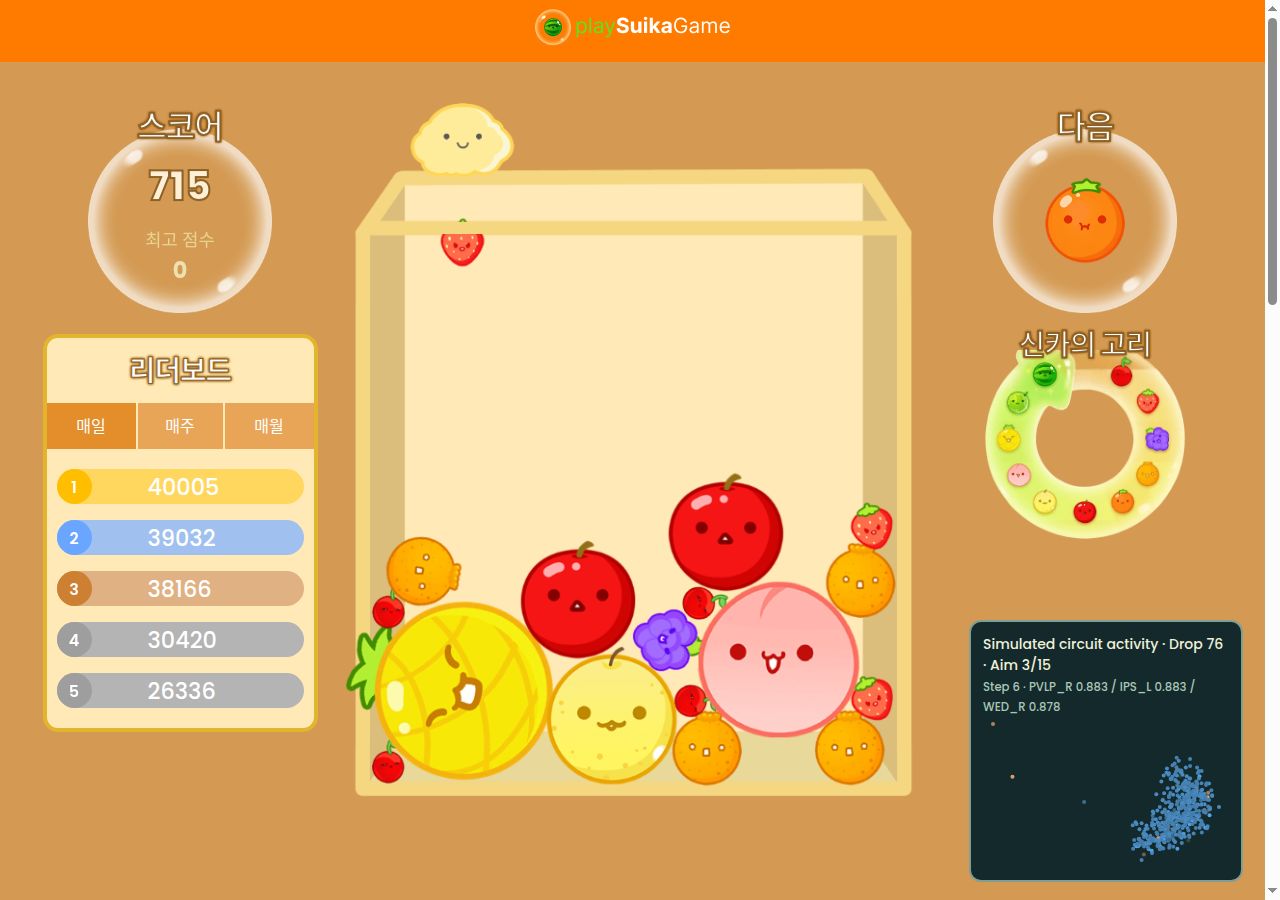 playSuikaGame
스코어
715
최고 점수
0
리더보드
매일 매주 매월
1 40005
2 39032
3 38166
4 30420
5 26336
다음
신카의 고리
Simulated circuit activity · Drop 76
· Aim 3/15
Step 6 · PVLP_R 0.883 / IPS_L 0.883 /
WED_R 0.878